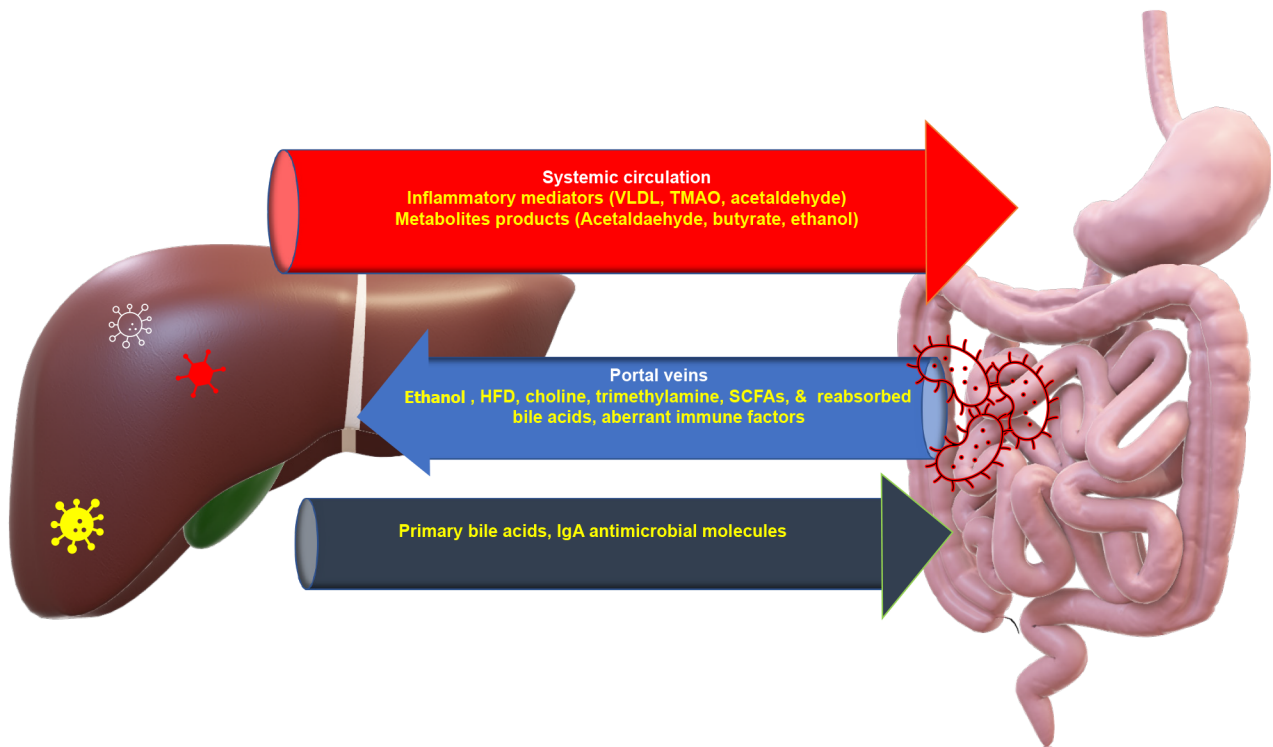 Systemic circulation
Inflammatory mediators (VLDL, TMAO, acetaldehyde)
Metabolites products (Acetaldaehyde, butyrate, ethanol)
Portal veins
Ethanol , HFD, choline, trimethylamine, SCFAs, & reabsorbed
bile acids, aberrant immune factors
Primary bile acids, IgA antimicrobial molecules